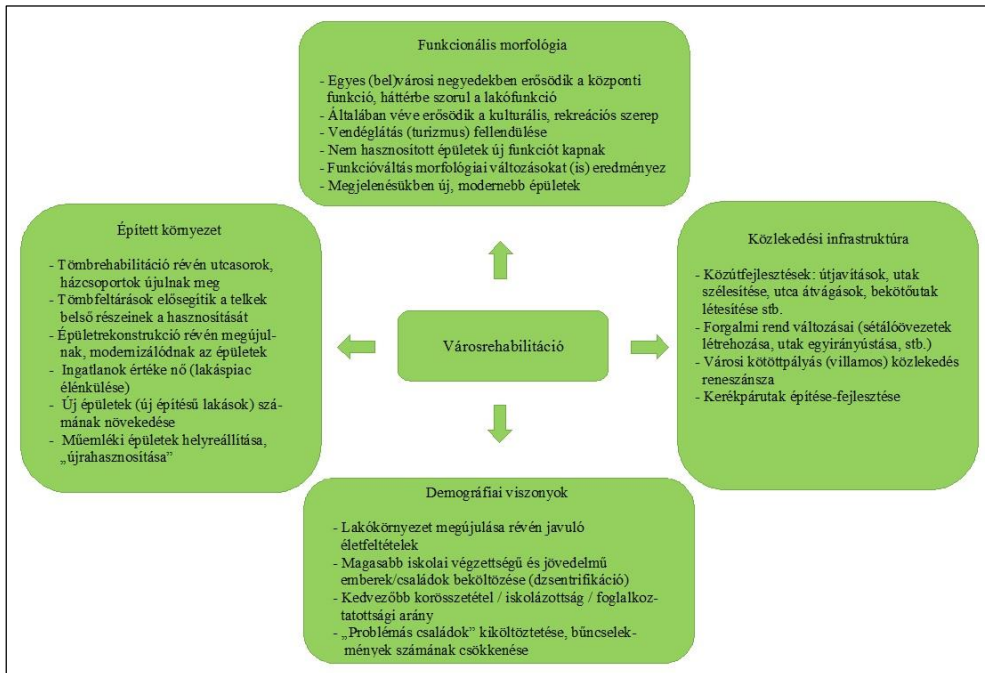 Funkcionális morfológia
- Egyes (bel)városi negyedekben erősödik a központi
funkció, háttérbe szorul a lakófunkció
- Általában véve erősödik a kulturális, rekreációs szerep
- Vendéglátás (turizmus) fellendülése
- Nem hasznosított épületek új funkciót kapnak
- Funkcióváltás morfológiai változásokat (is) eredményez
- Megjelenésükben új, modernebb épületek
Épített környezet
- Tömbrehabilitáció révén utcasorok,
házcsoportok újulnak meg
- Tömbfeltárások elősegítik a telkek
belső részeinek a hasznosítását
- Épületrekonstrukció révén megújul-
nak, modernizálódnak az épületek
- Ingatlanok értéke nő (lakáspiac
élénkülése)
- Új épületek (új építésű lakások) szá-
mának növekedése
- Műemléki épületek helyreállítása,
„újrahasznosítása”
Városrehabilitáció
Közlekedési infrastruktúra
- Közútfejlesztések: útjavítások, utak
szélesítése, utca átvágások, bekötőutak
létesítése stb.
- Forgalmi rend változásai (sétálóövezetek
létrehozása, utak egyirányústása, stb.)
- Városi kötöttpályás (villamos) közlekedés
reneszánsza
- Kerékpárutak építése-fejlesztése
Demográfiai viszonyok
- Lakókörnyezet megújulása révén javuló
életfeltételek
- Magasabb iskolai végzettségű és jövedelmű
emberek/családok beköltözése (dzsentrifikáció)
- Kedvezőbb korösszetétel / iskolázottság / foglalkoz-
tatottsági arány
- „Problémás családok” kiköltöztetése, bűncselek-
mények számának csökkenése